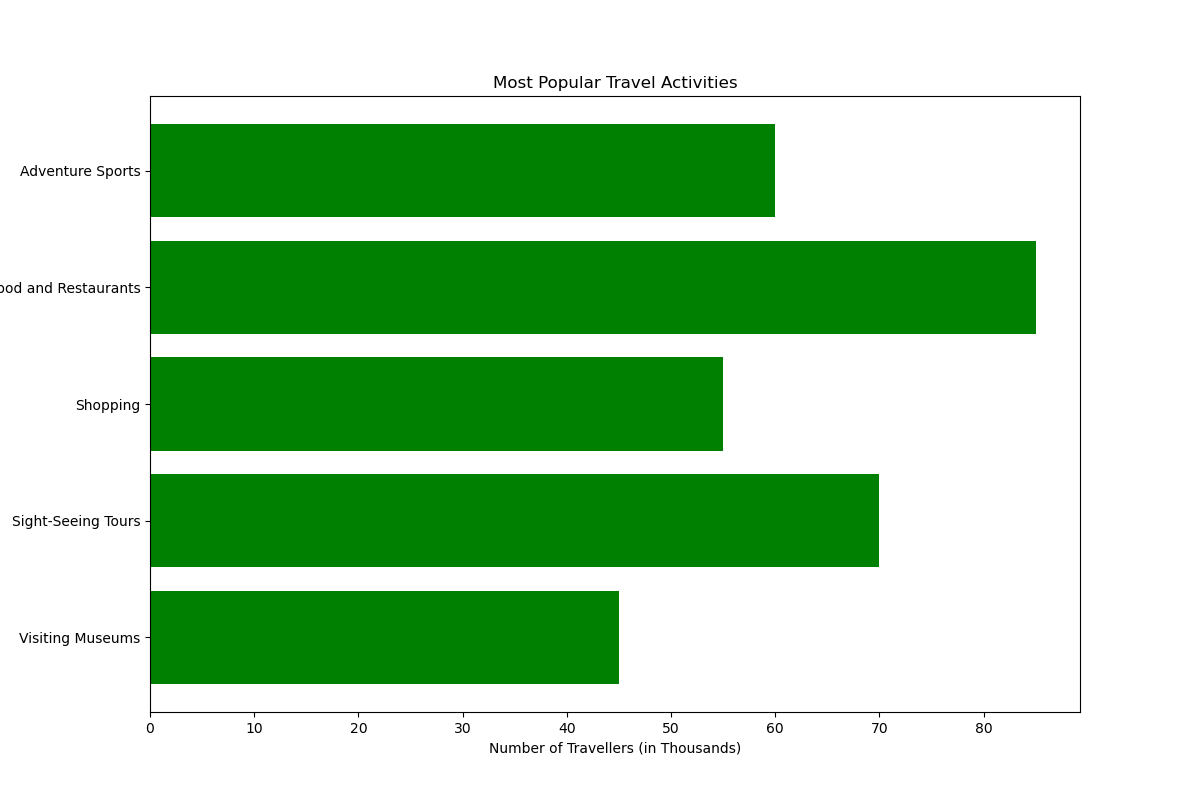 Most Popular Travel Activities
Adventure Sports
ood and Restaurants
Shopping
Sight-Seeing Tours
Visiting Museums
0 10 20 30 40 50 60 70 80
Number of Travellers (in Thousands)